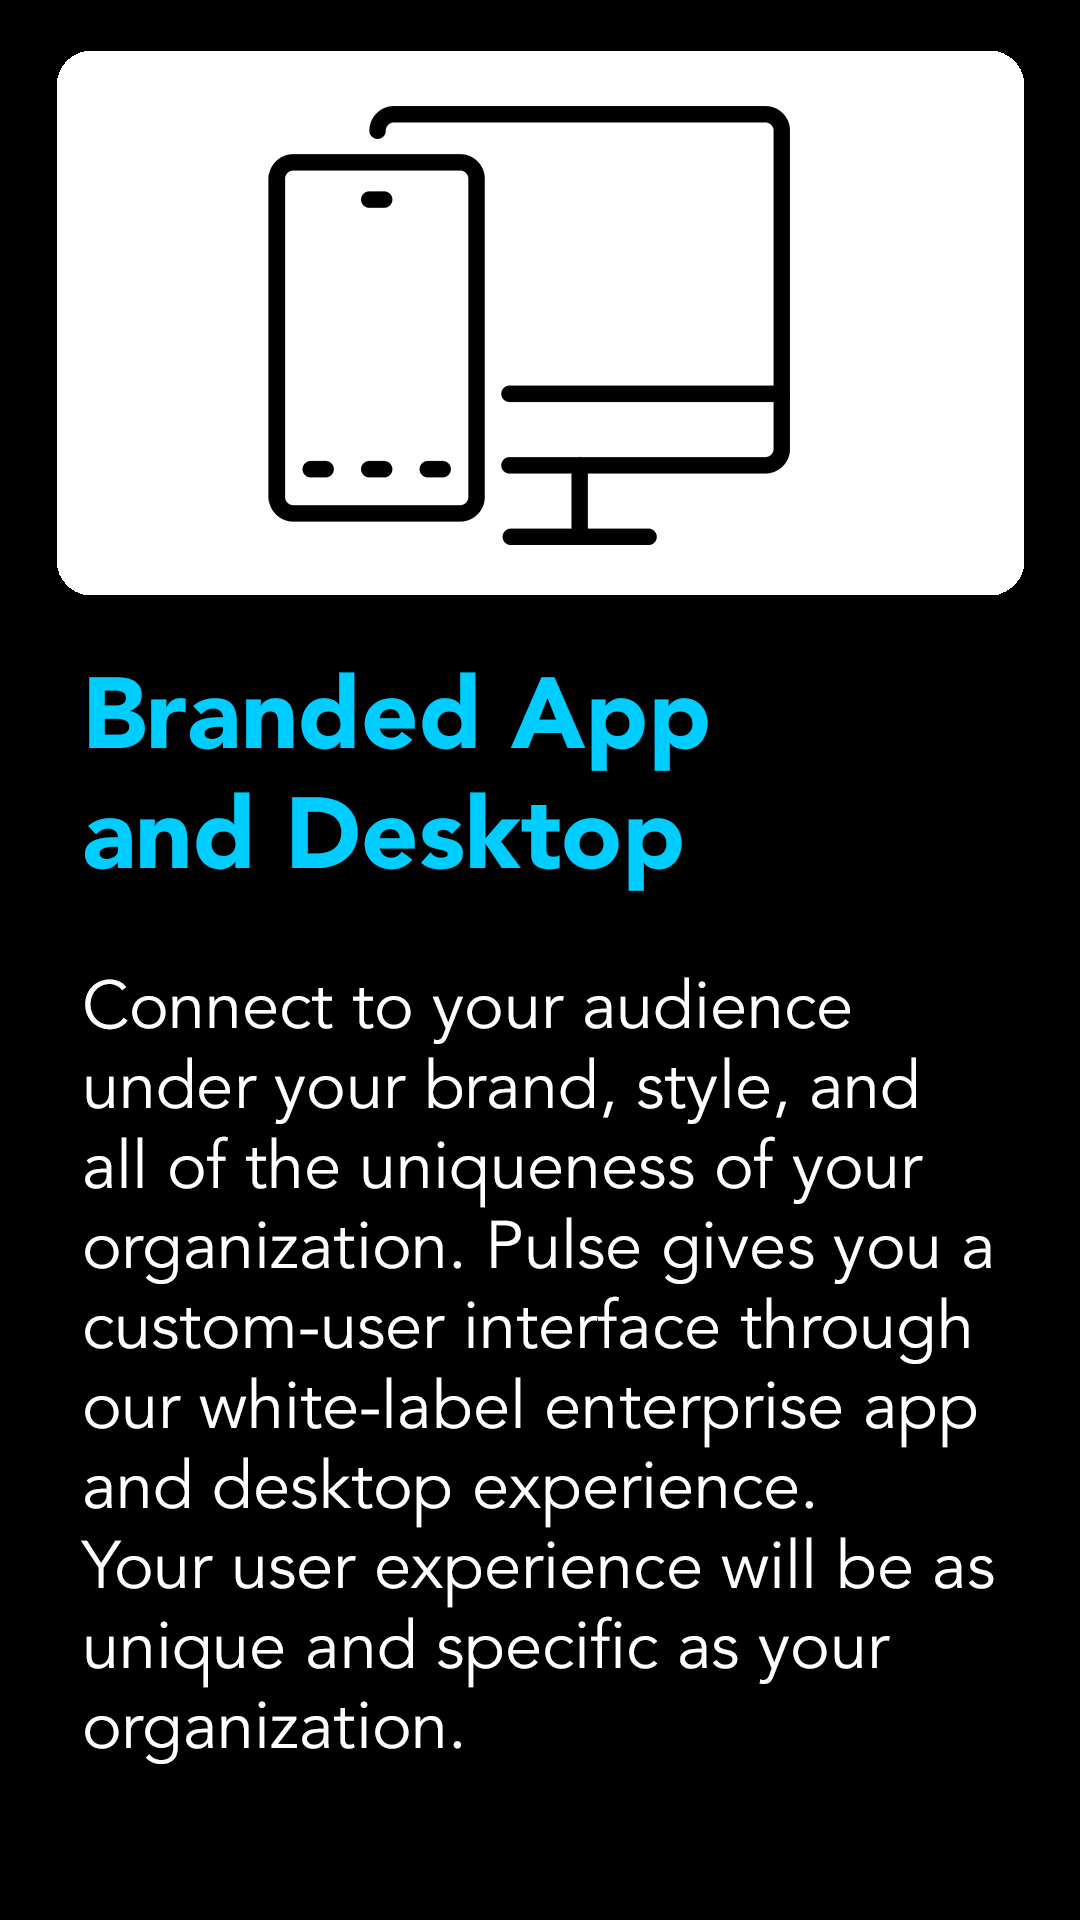 Branded App
and Desktop
Connect to your audience
under your brand, style, and
all of the uniqueness of your
organization. Pulse gives you a
custom-user interface through
our white-label enterprise app
and desktop experience.
Your user experience will be as
unique and specific as your
organization.